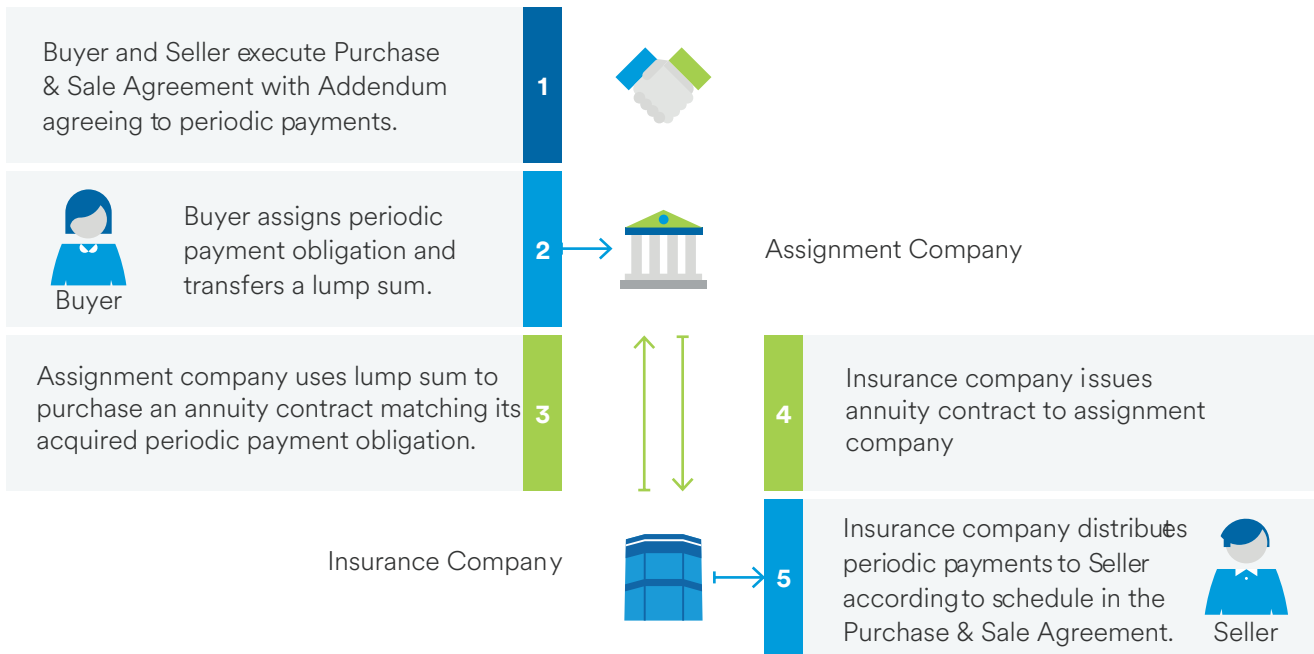 Buyer and Seller execute Purchase
& Sale Agreement with Addendum
agreeing to periodic payments.
1
Buyer
Buyer assigns periodic
payment obligation and
transfers a lump sum.
2
Assignment Company
Assignment company uses lump sum to
purchase an annuity contract matching its
acquired periodic payment obligation.
3
4
Insurance company issues
annuity contract to assignment
company
Insurance Company
5
Insurance company distributes
periodic payments to Seller
according to schedule in the
Purchase & Sale Agreement.
Seller